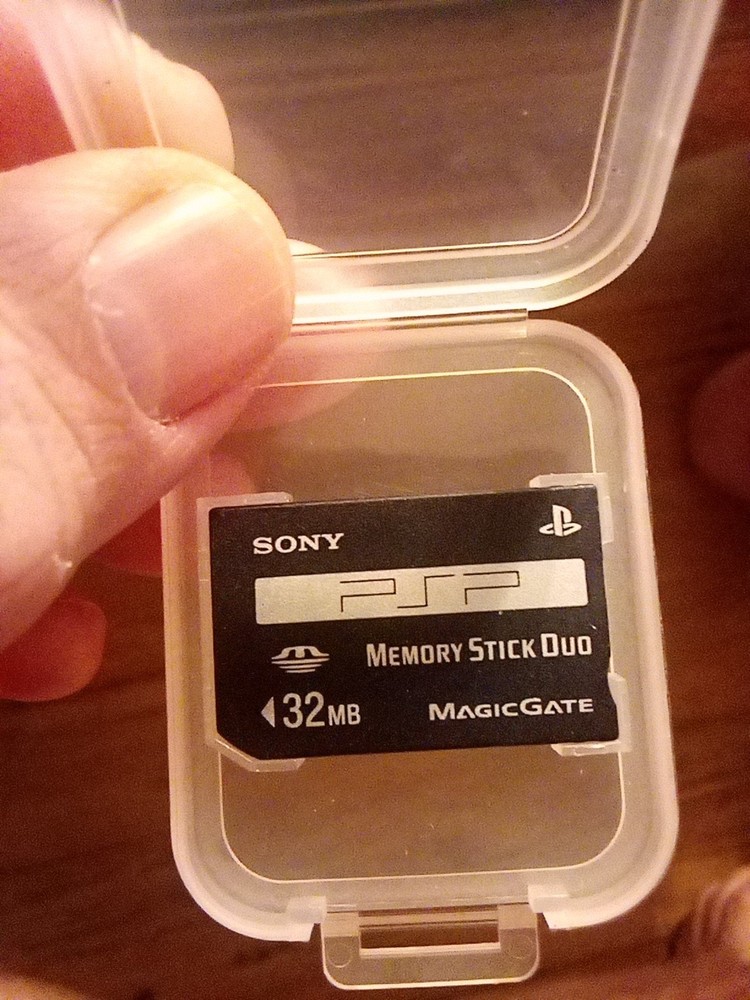 SONY
PSP
MEMORY STICK DUO
32MB
MAGICGATE